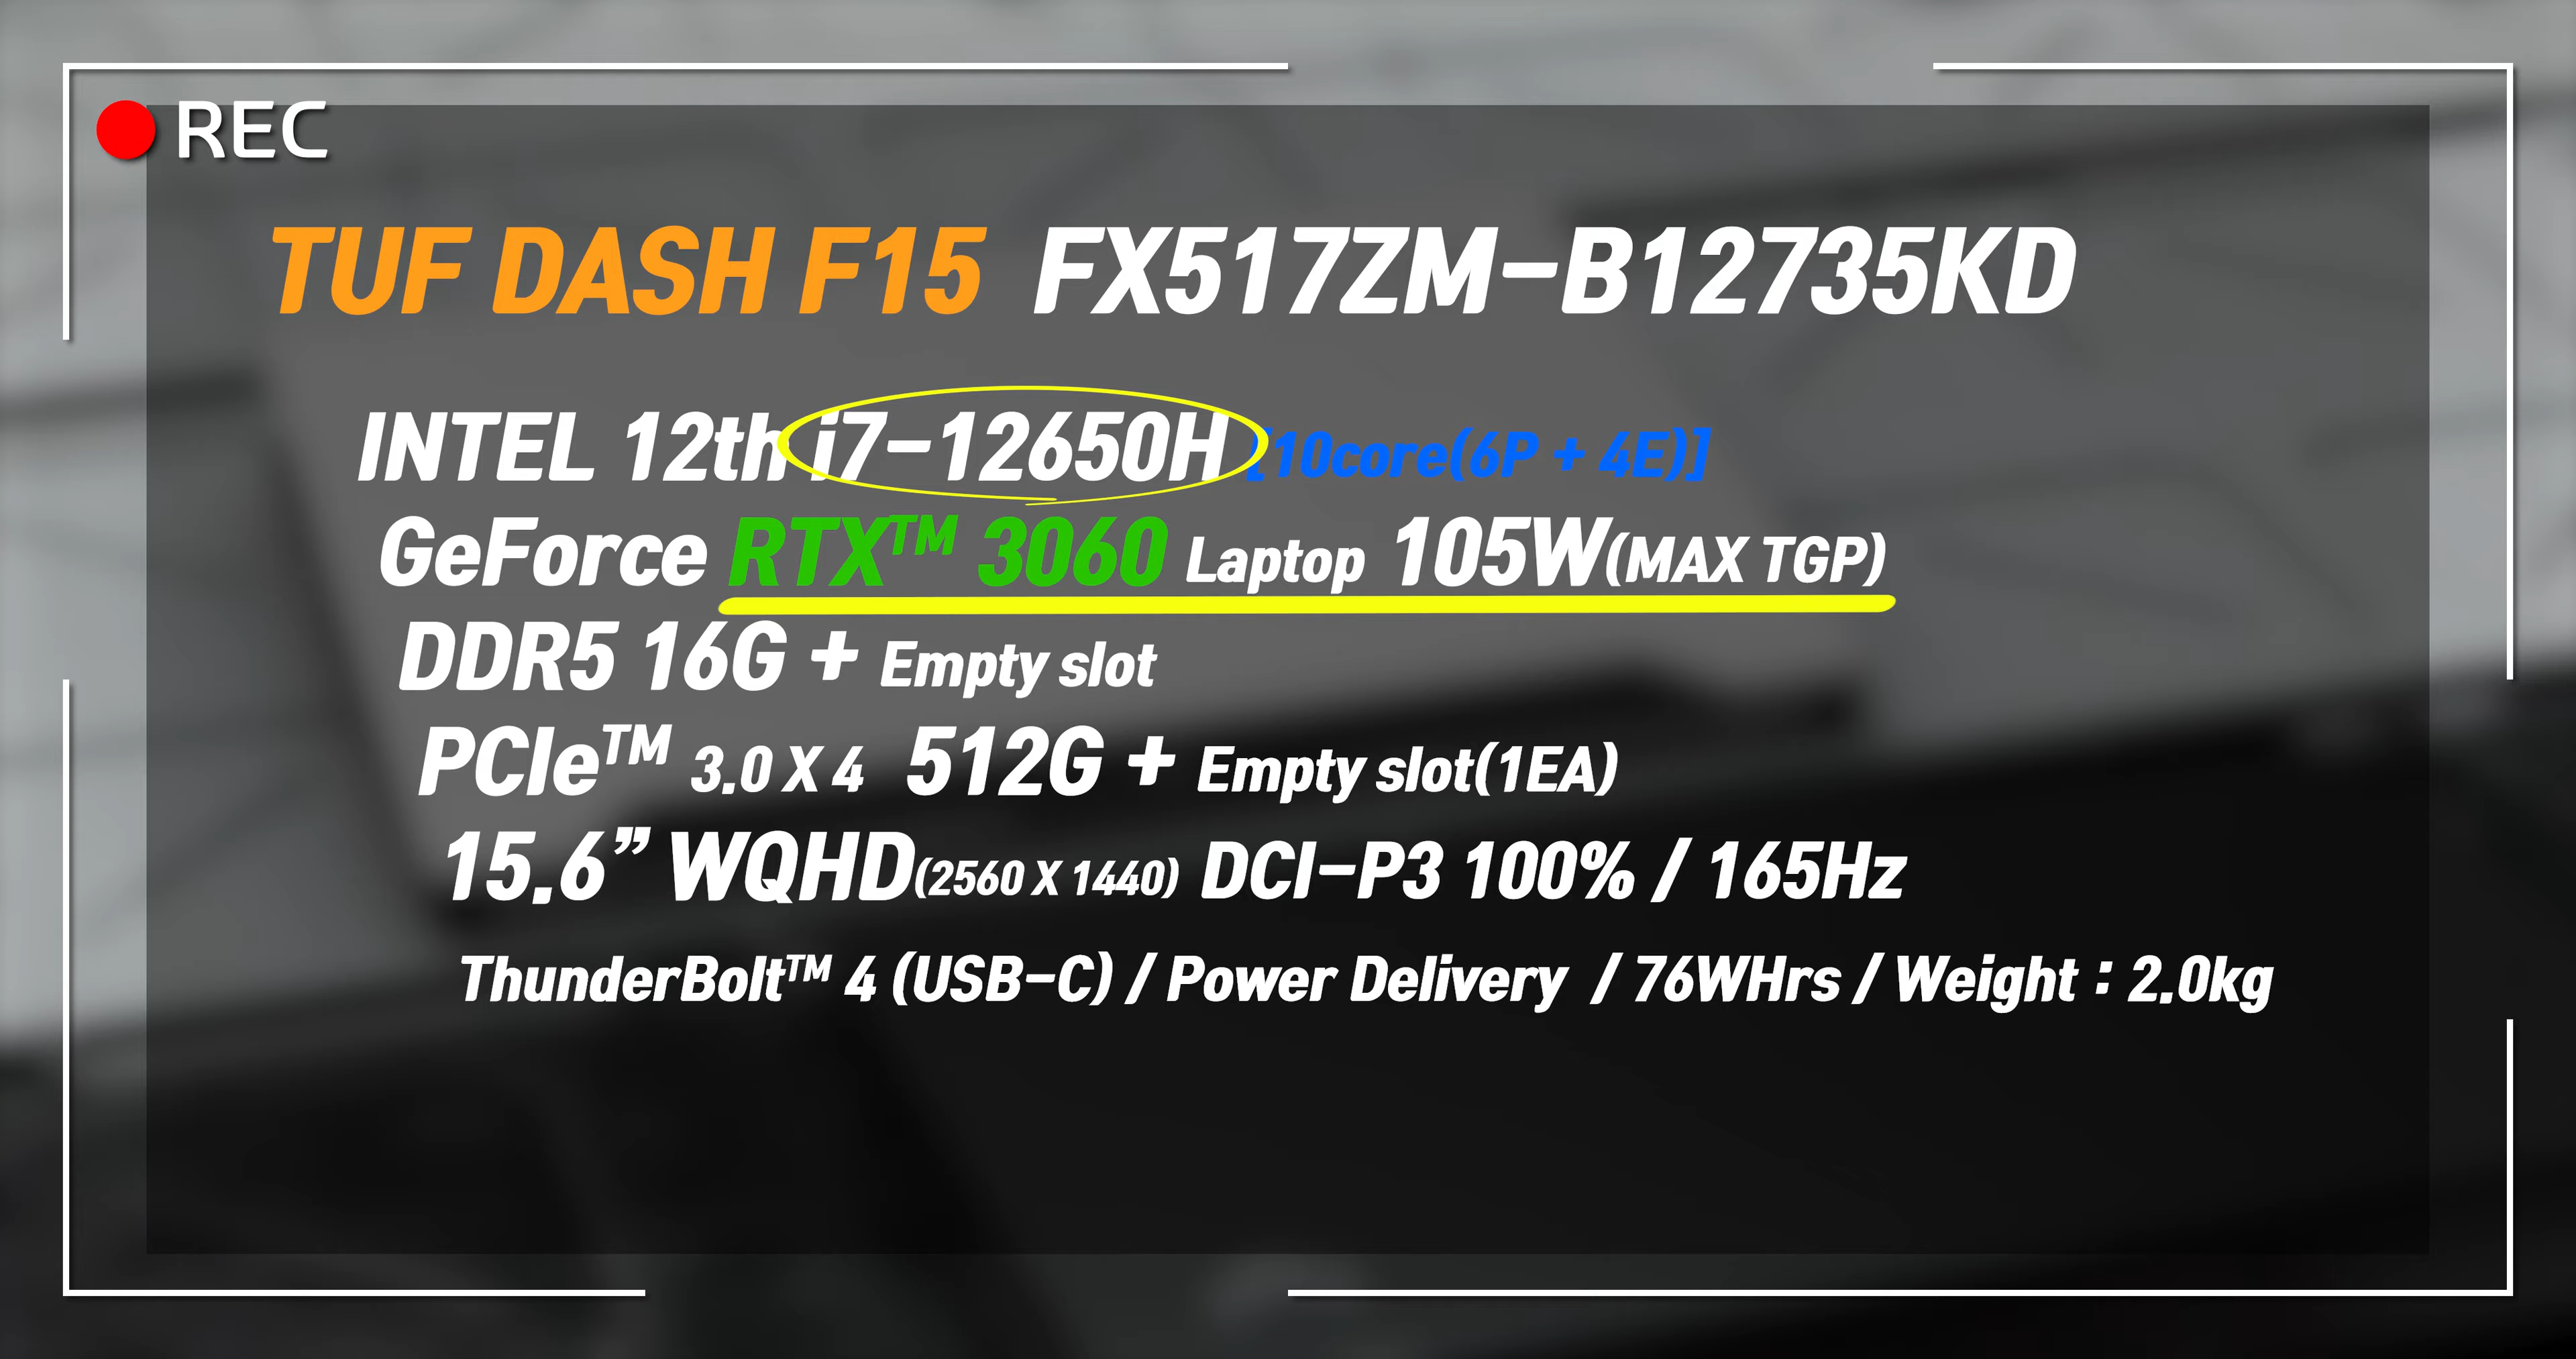 REC
TUF DASH F15 FX517ZM-B12735KD
INTEL 12th i7-12650H [10core(6P + 4E)]
GeForce RTX™ 3060 Laptop 105W(MAX TGP)
DDR5 16G + Empty slot
PCIe™ 3.0 X 4 512G + Empty slot(1EA)
15.6” WQHD(2560 X 1440) DCI-P3 100% / 165Hz
ThunderBolt™ 4 (USB-C) / Power Delivery / 76WHrs / Weight : 2.0kg